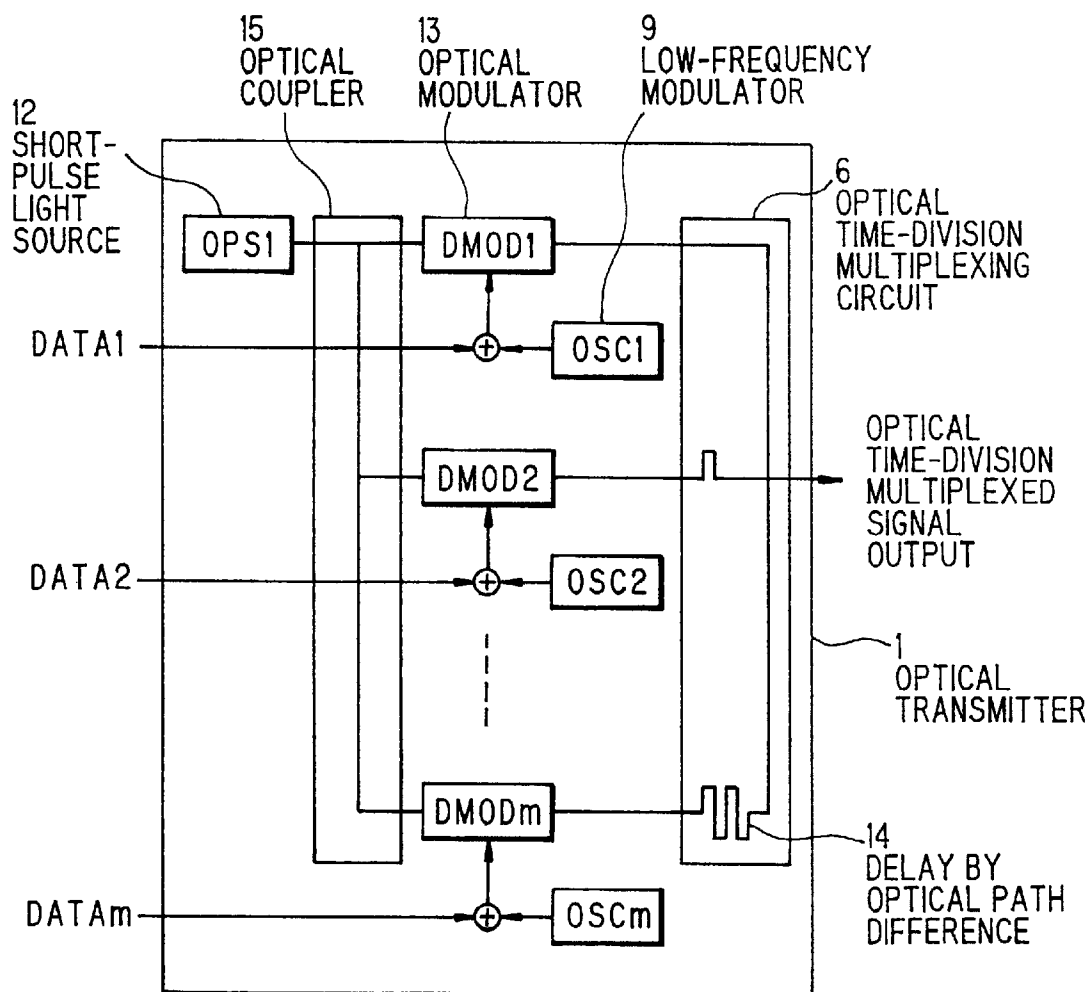 15
OPTICAL
COUPLER
13
OPTICAL
MODULATOR
9
LOW-FREQUENCY
MODULATOR
12
SHORT-
PULSE
LIGHT
SOURCE
6
OPTICAL
TIME-DIVISION
MULTIPLEXING
CIRCUIT
OPS1
DMOD1
DATA1
OSC1
DMOD2
OPTICAL
TIME-DIVISION
MULTIPLEXED
SIGNAL
OUTPUT
DATA2
OSC2
1
OPTICAL
TRANSMITTER
DMODm
14
DELAY BY
OPTICAL PATH
DIFFERENCE
DATAm
OSCm